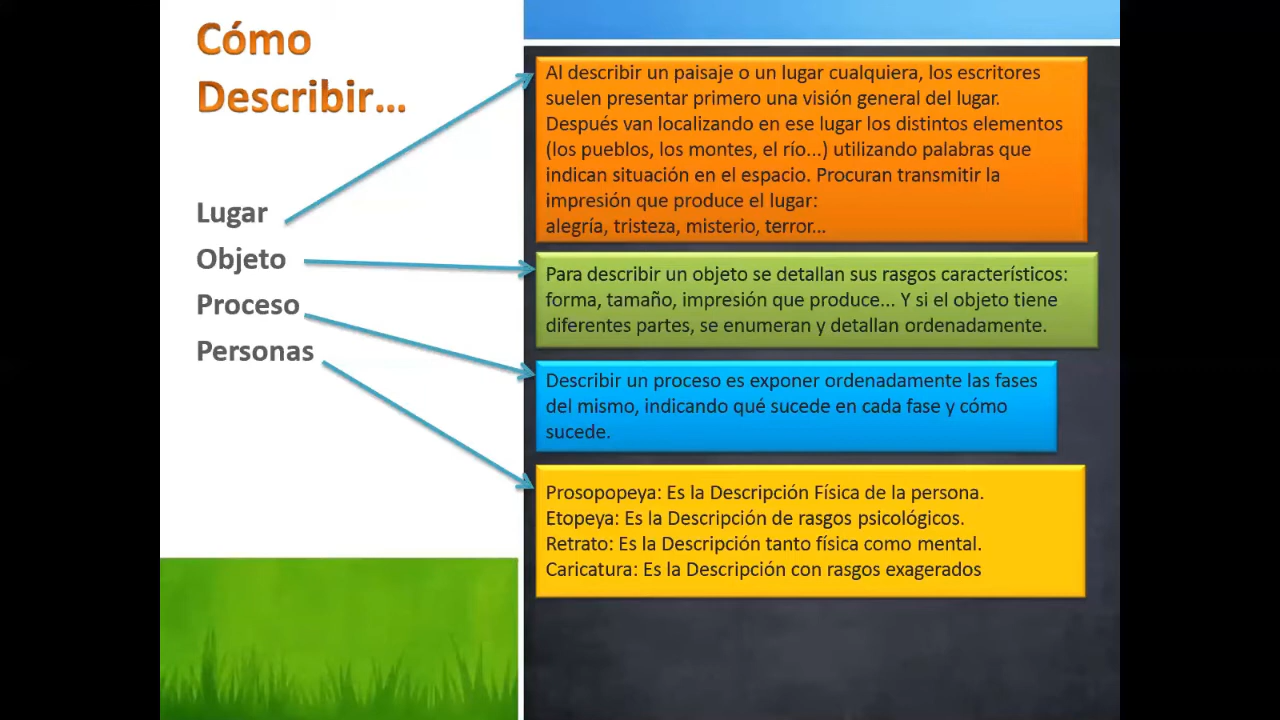 Cómo
Describir...
Lugar
Objeto
Proceso
Personas
Al describir un paisaje o un lugar cualquiera, los escritores
suelen presentar primero una visión general del lugar.
Después van localizando en ese lugar los distintos elementos
(los pueblos, los montes, el río...) utilizando palabras que
indican situación en el espacio. Procuran transmitir la
impresión que produce el lugar:
alegría, tristeza, misterio, terror...
Para describir un objeto se detallan sus rasgos característicos:
forma, tamaño, impresión que produce... Y si el objeto tiene
diferentes partes, se enumeran y detallan ordenadamente.
Describir un proceso es exponer ordenadamente las fases
del mismo, indicando qué sucede en cada fase y cómo
sucede.
Prosopopeya: Es la Descripción Física de la persona.
Etopeya: Es la Descripción de rasgos psicológicos.
Retrato: Es la Descripción tanto física como mental.
Caricatura: Es la Descripción con rasgos exagerados